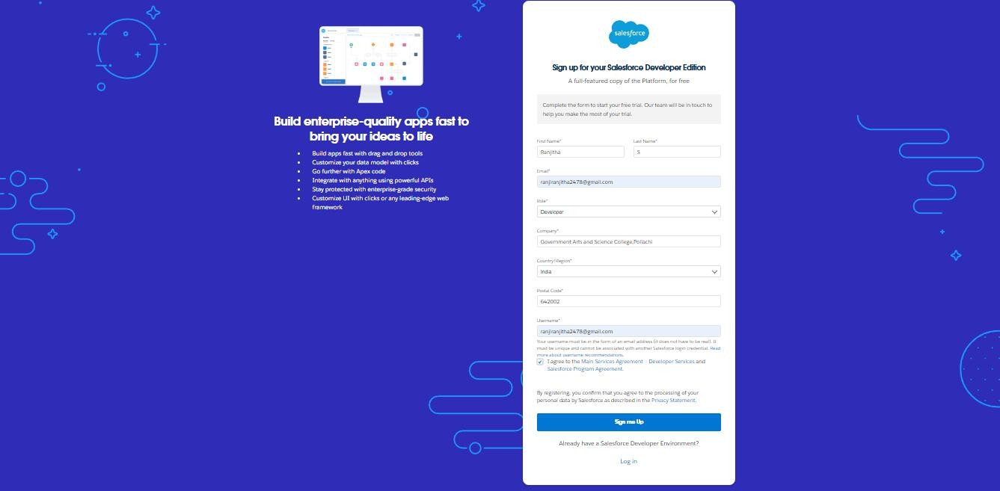 Build enterprise-quality apps fast to
bring your ideas to life
Build apps fast with drag and drop tools
Customize your data model with clicks
Go further with Apex code
Integrate with anything using powerful APIs
Stay protected with enterprise-grade security
Customize UI with clicks or any leading-edge web
framework
salesforce
Sign up for your Salesforce Developer Edition
A full-featured copy of the Platform, for free
Complete the form to start your free trial. Our team will be in touch to
help you make the most of your trial.
First Name* Last Name*
Ranjitha S
Email*
ranjiranjitha2478@gmail.com
Role*
Developer
Company*
Government Arts and Science College,Pollachi
Country/Region*
India
Postal Code*
642002
Username*
ranjiranjitha2478@gmail.com
Your username must be in the form of an email address (it does not have to be real). It
must be unique and cannot be associated with another Salesforce login credential. Read
more about username recommendations.
I agree to the Main Services Agreement Developer Services and
Salesforce Program Agreement.
By registering, you confirm that you agree to the processing of your
personal data by Salesforce as described in the Privacy Statement.
Sign me Up
Already have a Salesforce Developer Environment?
Log in